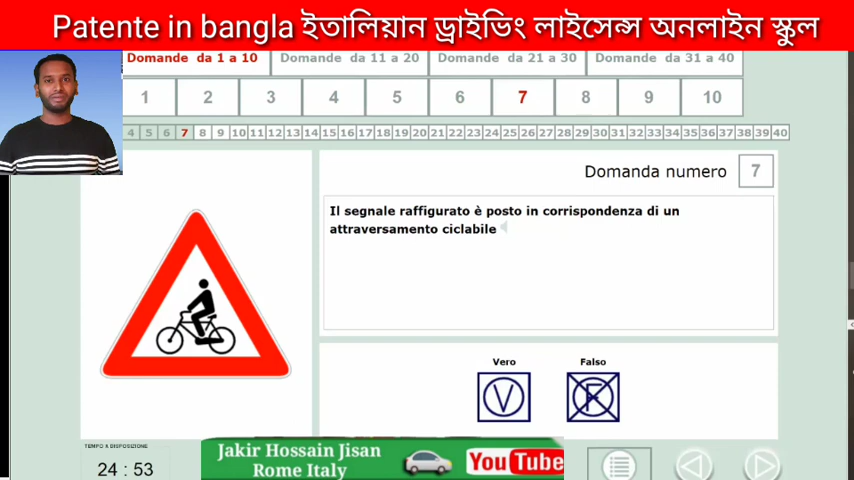 Patente in bangla ইতালিয়ান ড্রাইভিং লাইসেন্স অনলাইন স্কুল
Domande da 1 a 10 Domande da 11 a 20 Domande da 21 a 30 Domande da 31 a 40
1 2 3 4 5 6 7 8 9 10
4 5 6 7 8 9 10 11 12 13 14 15 16 17 18 19 20 21 22 23 24 25 26 27 28 29 30 31 32 33 34 35 36 37 38 39 40
Domanda numero 7
Il segnale raffigurato è posto in corrispondenza di un
attraversamento ciclabile
Vero Falso
V F
TEMPO A DISPOSIZIONE
24 : 53
Jakir Hossain Jisan
Rome Italy
YouTube